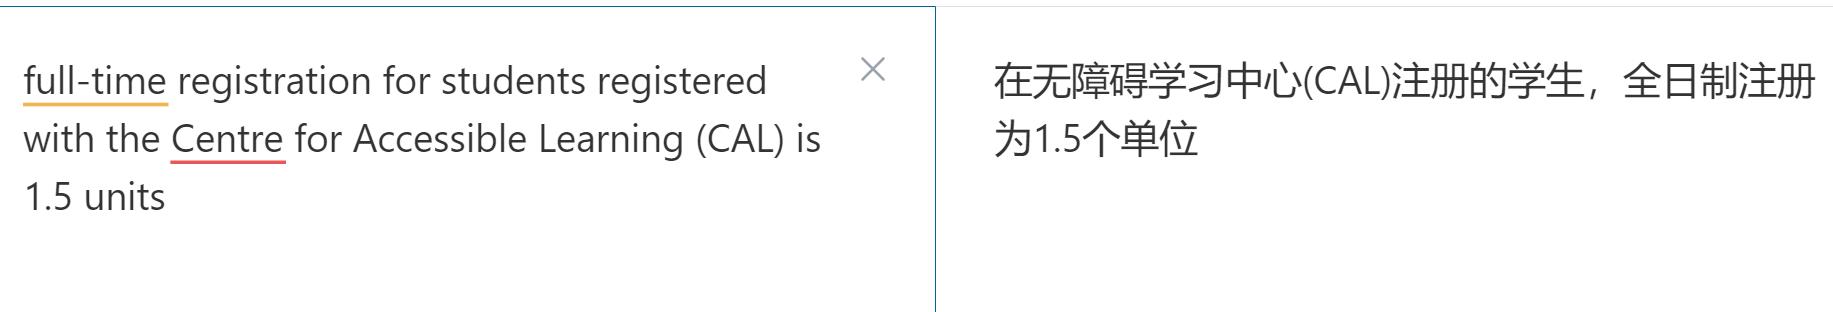 full-time registration for students registered
with the Centre for Accessible Learning (CAL) is
1.5 units
在无障碍学习中心(CAL)注册的学生，全日制注册
为1.5个单位